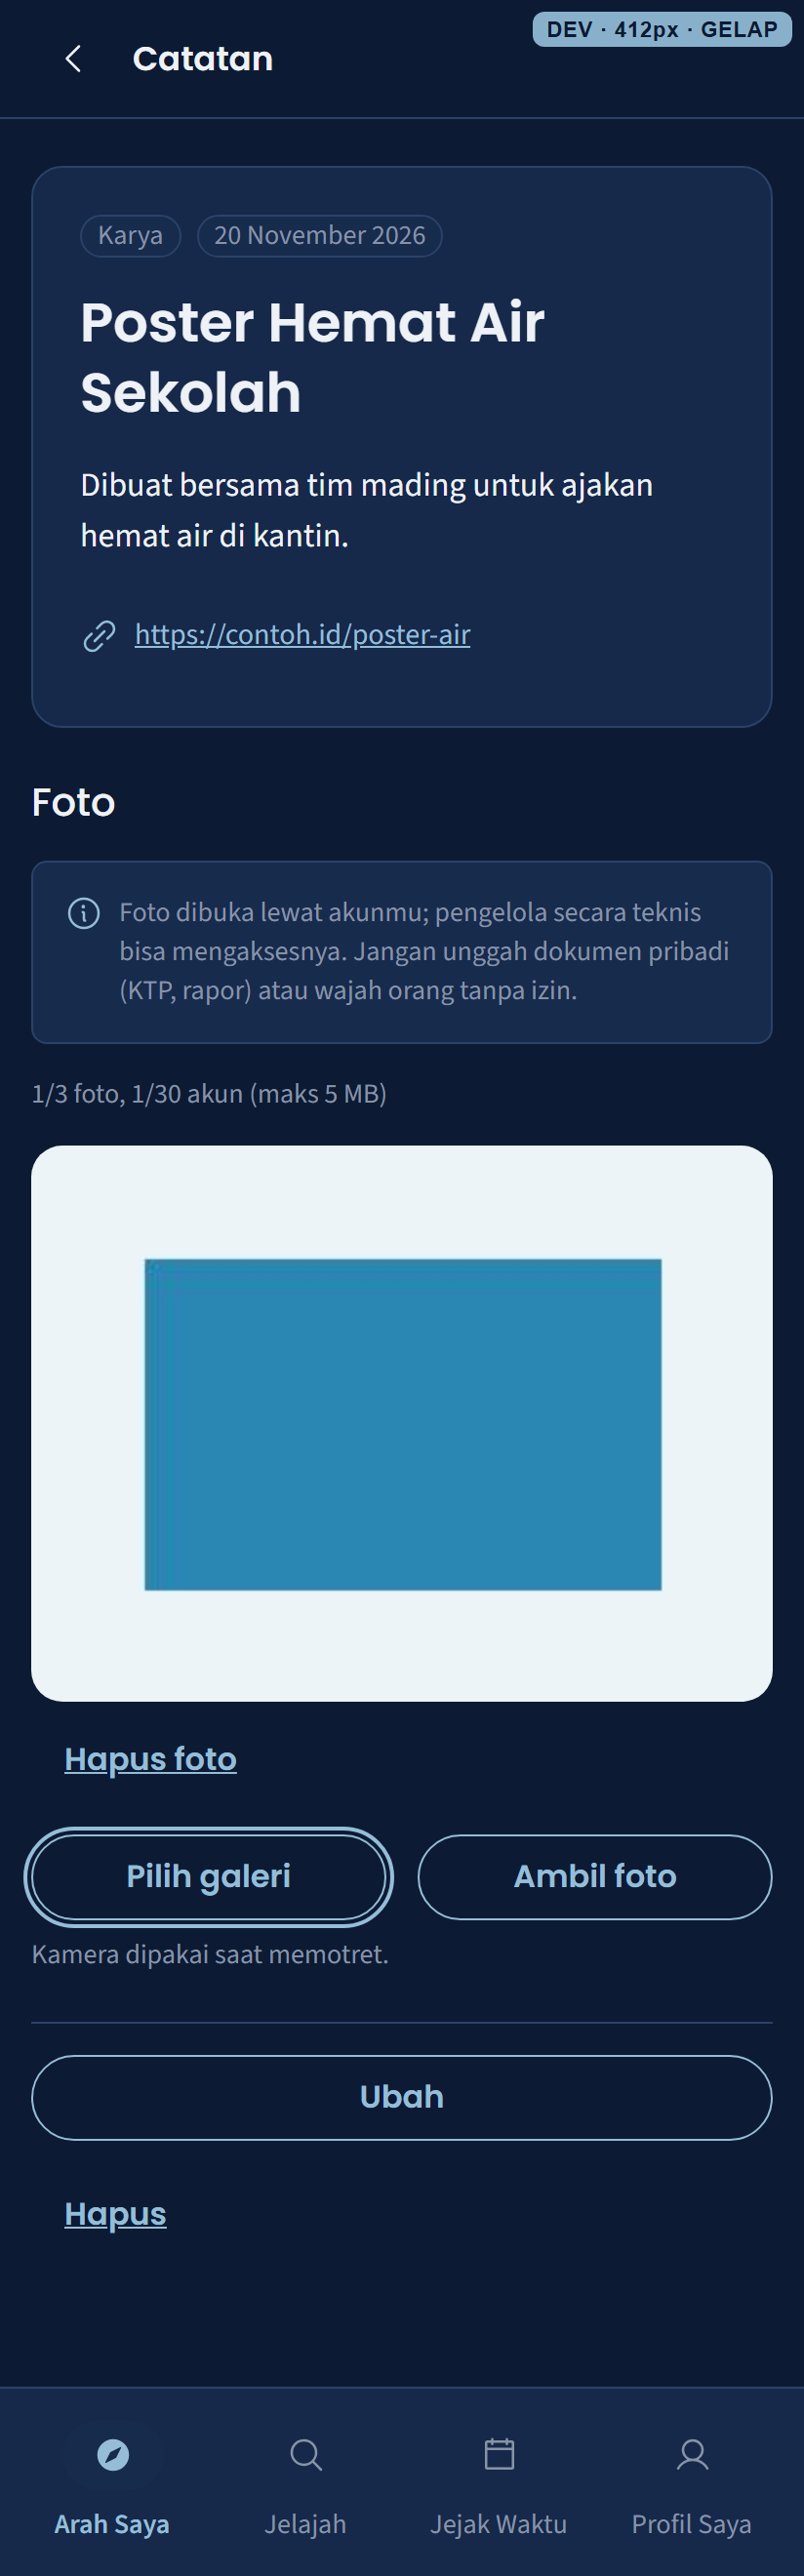 DEV · 412px · GELAP
Catatan
Karya
20 November 2026
Poster Hemat Air
Sekolah
Dibuat bersama tim mading untuk ajakan
hemat air di kantin.
https://contoh.id/poster-air
Foto
Foto dibuka lewat akunmu; pengelola secara teknis
bisa mengaksesnya. Jangan unggah dokumen pribadi
(KTP, rapor) atau wajah orang tanpa izin.
1/3 foto, 1/30 akun (maks 5 MB)
Hapus foto
Pilih galeri
Ambil foto
Kamera dipakai saat memotret.
Ubah
Hapus
Arah Saya
Jelajah
Jejak Waktu
Profil Saya